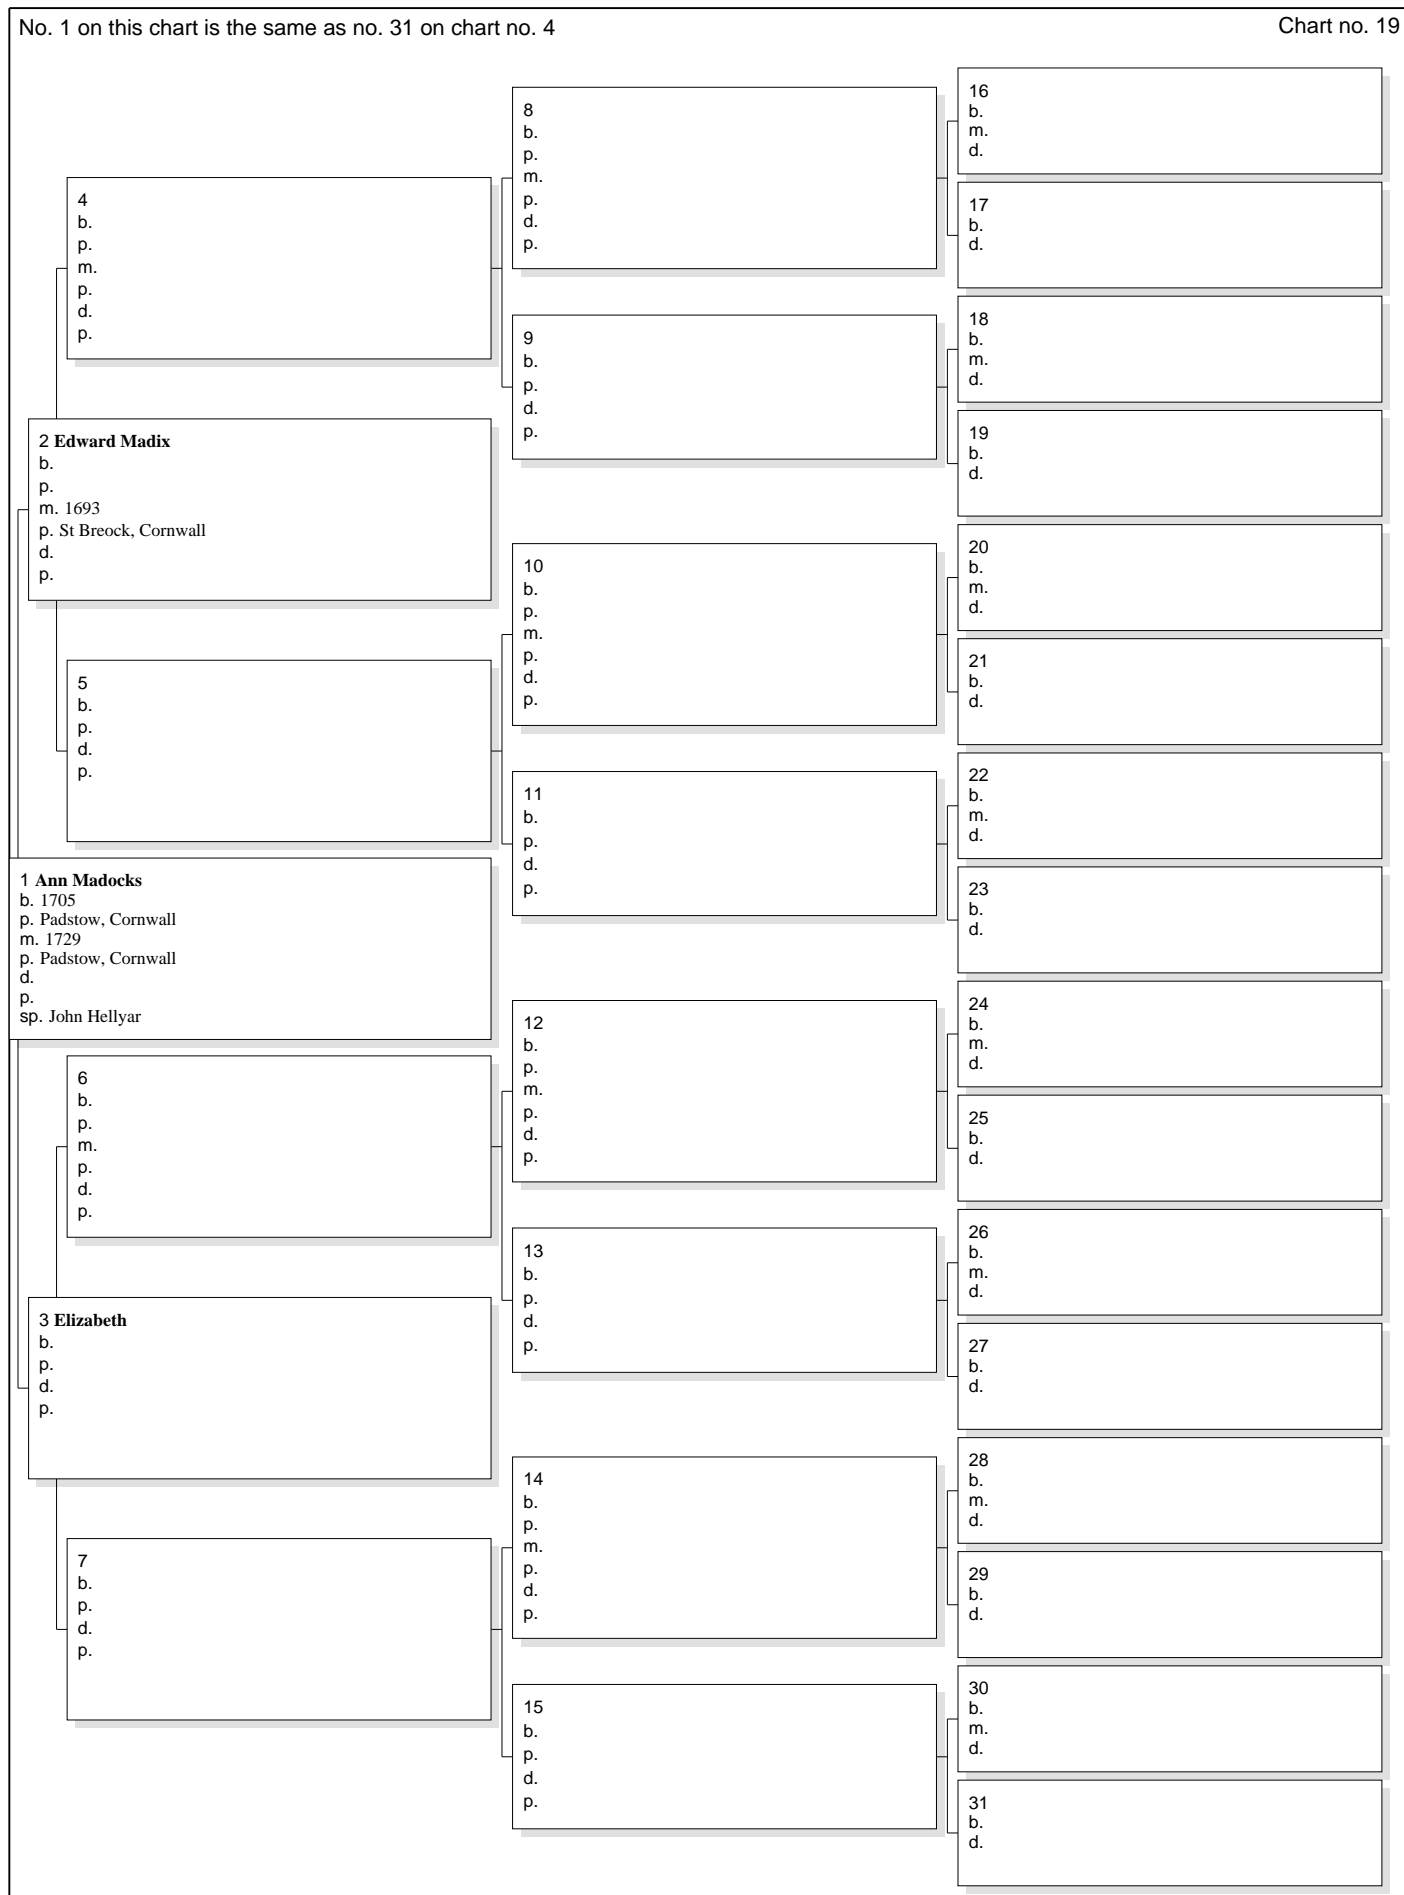 No. 1 on this chart is the same as no. 31 on chart no. 4
Chart no. 19
1 Ann Madocks
b. 1705
p. Padstow, Cornwall
m. 1729
p. Padstow, Cornwall
d.
p.
sp. John Hellyar
2 Edward Madix
b.
p.
m. 1693
p. St Breock, Cornwall
d.
p.
3 Elizabeth
b.
p.
d.
p.
4
b.
p.
m.
p.
d.
p.
5
b.
p.
d.
p.
6
b.
p.
m.
p.
d.
p.
7
b.
p.
d.
p.
8
b.
p.
m.
p.
d.
p.
9
b.
p.
d.
p.
10
b.
p.
m.
p.
d.
p.
11
b.
p.
d.
p.
12
b.
p.
m.
p.
d.
p.
13
b.
p.
d.
p.
14
b.
p.
m.
p.
d.
p.
15
b.
p.
d.
p.
16
b.
m.
d.
17
b.
d.
18
b.
m.
d.
19
b.
d.
20
b.
m.
d.
21
b.
d.
22
b.
m.
d.
23
b.
d.
24
b.
m.
d.
25
b.
d.
26
b.
m.
d.
27
b.
d.
28
b.
m.
d.
29
b.
d.
30
b.
m.
d.
31
b.
d.